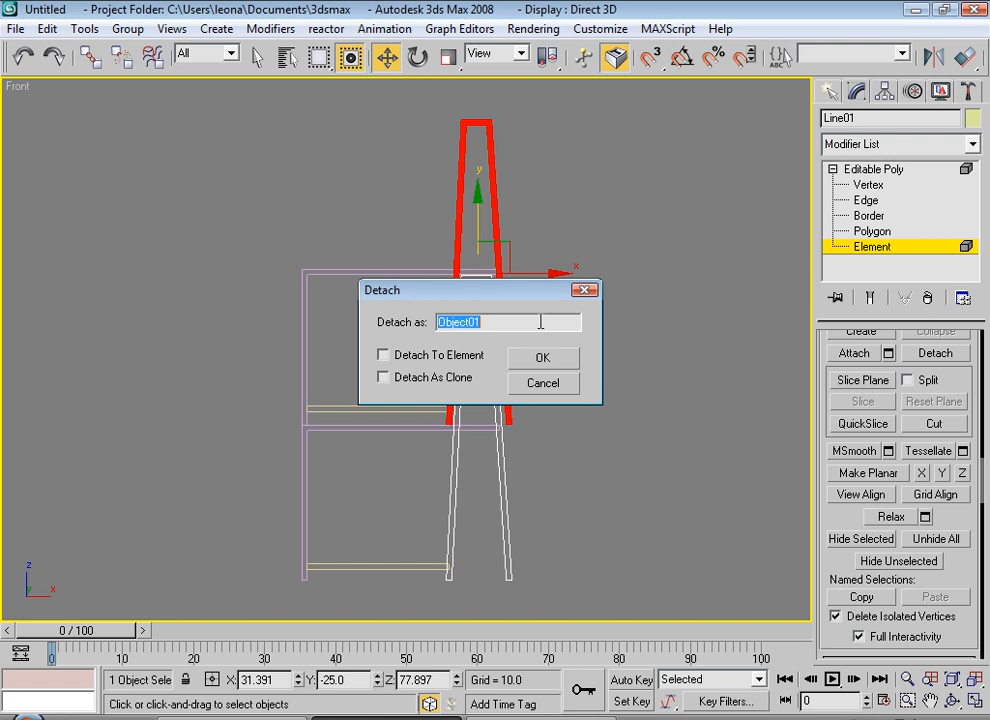 Untitled - Project Folder: C:\Users\leona\Documents\3dsmax - Autodesk 3ds Max 2008 - Display : Direct 3D
File Edit Tools Group Views Create Modifiers reactor Animation Graph Editors Rendering Customize MAXScript Help
All View
Front
Line01
Modifier List
Editable Poly
Vertex
Edge
Border
Polygon
Element
y
x
Detach
Detach as: Object01
Detach To Element OK
Detach As Clone Cancel
Create Collapse
Attach Detach
Slice Plane Split
Slice Reset Plane
QuickSlice Cut
MSmooth Tessellate
Make Planar X Y Z
View Align Grid Align
Relax
Hide Selected Unhide All
Hide Unselected
Named Selections:
Copy Paste
Delete Isolated Vertices
Full Interactivity
z
x
0 / 100
0 10 20 30 40 50 60 70 80 90 100
1 Object Sele X: 31.391 Y: -25.0 Z: 77.897 Grid = 10.0 Auto Key Selected
Click or click-and-drag to select objects Add Time Tag Set Key Key Filters... 0